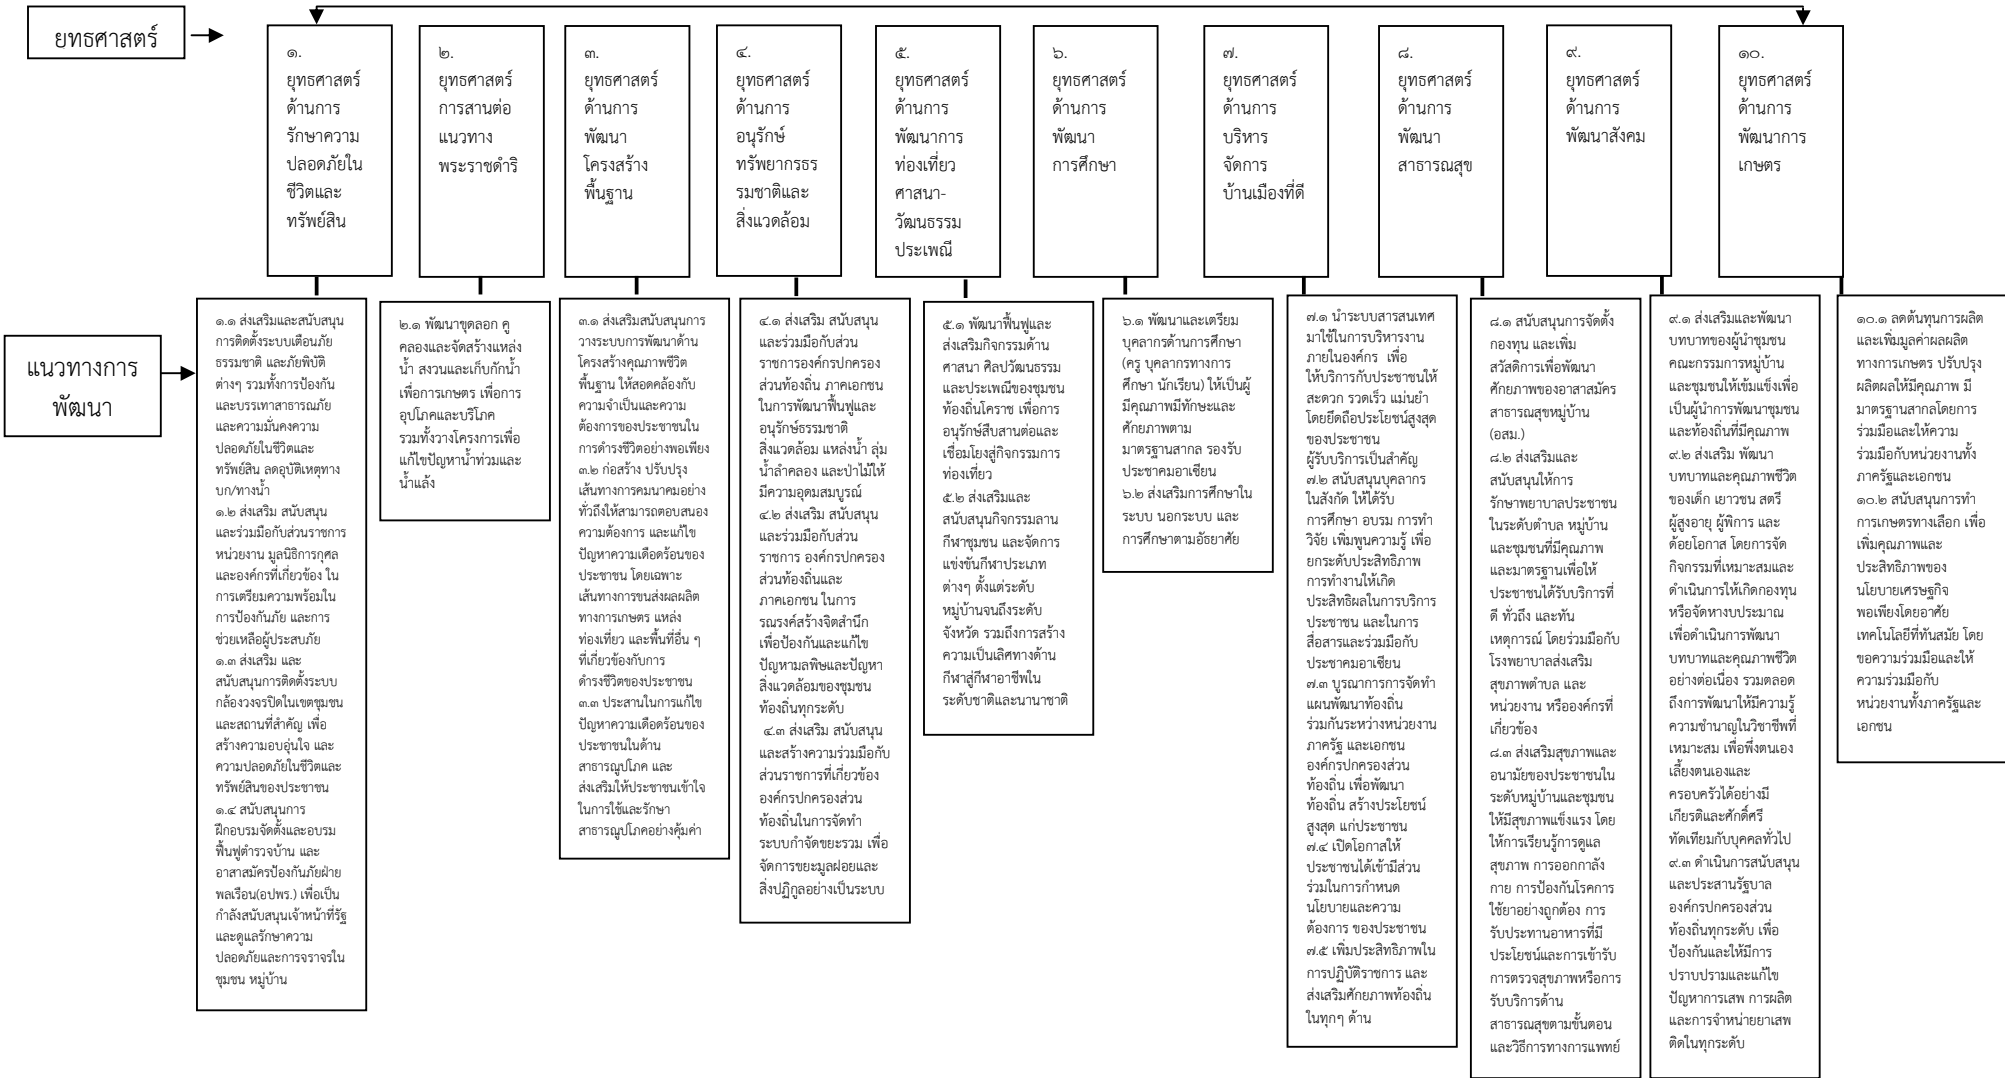 ยุทธศาสตร์
๑.
ยุทธศาสตร์
ด้านการ
รักษาความ
ปลอดภัยใน
ชีวิตและ
ทรัพย์สิน
๒.
ยุทธศาสตร์
การสานต่อ
แนวทาง
พระราชดำริ
๓.
ยุทธศาสตร์
ด้านการ
พัฒนา
โครงสร้าง
พื้นฐาน
๔.
ยุทธศาสตร์
ด้านการ
อนุรักษ์
ทรัพยากรธร
รมชาติและ
สิ่งแวดล้อม
๕.
ยุทธศาสตร์
ด้านการ
พัฒนาการ
ท่องเที่ยว
ศาสนา-
วัฒนธรรม
ประเพณี
๖.
ยุทธศาสตร์
ด้านการ
พัฒนา
การศึกษา
๗.
ยุทธศาสตร์
ด้านการ
บริหาร
จัดการ
บ้านเมืองที่ดี
๘.
ยุทธศาสตร์
ด้านการ
พัฒนา
สาธารณสุข
๙.
ยุทธศาสตร์
ด้านการ
พัฒนาสังคม
๑๐.
ยุทธศาสตร์
ด้านการ
พัฒนาการ
เกษตร
แนวทางการ
พัฒนา
๑.๑ ส่งเสริมและสนับสนุน
การติดตั้งระบบเตือนภัย
ธรรมชาติ และภัยพิบัติ
ต่างๆ รวมทั้งการป้องกัน
และบรรเทาสาธารณภัย
และความมั่นคงความ
ปลอดภัยในชีวิตและ
ทรัพย์สิน ลดอุบัติเหตุทาง
บก/ทางน้ำ
๑.๒ ส่งเสริม สนับสนุน
และร่วมมือกับส่วนราชการ
หน่วยงาน มูลนิธิการกุศล
และองค์กรที่เกี่ยวข้อง ใน
การเตรียมความพร้อมใน
การป้องกันภัย และการ
ช่วยเหลือผู้ประสบภัย
๑.๓ ส่งเสริม และ
สนับสนุนการติดตั้งระบบ
กล้องวงจรปิดในเขตชุมชน
และสถานที่สำคัญ เพื่อ
สร้างความอบอุ่นใจ และ
ความปลอดภัยในชีวิตและ
ทรัพย์สินของประชาชน
๑.๔ สนับสนุนการ
ฝึกอบรมจัดตั้งและอบรม
ฟื้นฟูตำรวจบ้าน และ
อาสาสมัครป้องกันภัยฝ่าย
พลเรือน(อปพร.) เพื่อเป็น
กำลังสนับสนุนเจ้าหน้าที่รัฐ
และดูแลรักษาความ
ปลอดภัยและการจราจรใน
ชุมชน หมู่บ้าน
๒.๑ พัฒนาขุดลอก คู
คลองและจัดสร้างแหล่ง
น้ำ สงวนและเก็บกักน้ำ
เพื่อการเกษตร เพื่อการ
อุปโภคและบริโภค
รวมทั้งวางโครงการเพื่อ
แก้ไขปัญหาน้ำท่วมและ
น้ำแล้ง
๓.๑ ส่งเสริมสนับสนุนการ
วางระบบการพัฒนาด้าน
โครงสร้างคุณภาพชีวิต
พื้นฐาน ให้สอดคล้องกับ
ความจำเป็นและความ
ต้องการของประชาชนใน
การดำรงชีวิตอย่างพอเพียง
๓.๒ ก่อสร้าง ปรับปรุง
เส้นทางการคมนาคมอย่าง
ทั่วถึงให้สามารถตอบสนอง
ความต้องการ และแก้ไข
ปัญหาความเดือดร้อนของ
ประชาชน โดยเฉพาะ
เส้นทางการขนส่งผลผลิต
ทางการเกษตร แหล่ง
ท่องเที่ยว และพื้นที่อื่น ๆ
ที่เกี่ยวข้องกับการ
ดำรงชีวิตของประชาชน
๓.๓ ประสานในการแก้ไข
ปัญหาความเดือดร้อนของ
ประชาชนในด้าน
สาธารณูปโภค และ
ส่งเสริมให้ประชาชนเข้าใจ
ในการใช้และรักษา
สาธารณูปโภคอย่างคุ้มค่า
๔.๑ ส่งเสริม สนับสนุน
และร่วมมือกับส่วน
ราชการองค์กรปกครอง
ส่วนท้องถิ่น ภาคเอกชน
ในการพัฒนาฟื้นฟูและ
อนุรักษ์ธรรมชาติ
สิ่งแวดล้อม แหล่งน้ำ ลุ่ม
น้ำลำคลอง และป่าไม้ให้
มีความอุดมสมบูรณ์
๔.๒ ส่งเสริม สนับสนุน
และร่วมมือกับส่วน
ราชการ องค์กรปกครอง
ส่วนท้องถิ่นและ
ภาคเอกชน ในการ
รณรงค์สร้างจิตสำนึก
เพื่อป้องกันและแก้ไข
ปัญหามลพิษและปัญหา
สิ่งแวดล้อมของชุมชน
ท้องถิ่นทุกระดับ
๔.๓ ส่งเสริม สนับสนุน
และสร้างความร่วมมือกับ
ส่วนราชการที่เกี่ยวข้อง
องค์กรปกครองส่วน
ท้องถิ่นในการจัดทำ
ระบบกำจัดขยะรวม เพื่อ
จัดการขยะมูลฝอยและ
สิ่งปฏิกูลอย่างเป็นระบบ
๕.๑ พัฒนาฟื้นฟูและ
ส่งเสริมกิจกรรมด้าน
ศาสนา ศิลปวัฒนธรรม
และประเพณีของชุมชน
ท้องถิ่นโคราช เพื่อการ
อนุรักษ์สืบสานต่อและ
เชื่อมโยงสู่กิจกรรมการ
ท่องเที่ยว
๕.๒ ส่งเสริมและ
สนับสนุนกิจกรรมลาน
กีฬาชุมชน และจัดการ
แข่งขันกีฬาประเภท
ต่างๆ ตั้งแต่ระดับ
หมู่บ้านจนถึงระดับ
จังหวัด รวมถึงการสร้าง
ความเป็นเลิศทางด้าน
กีฬาสู่กีฬาอาชีพใน
ระดับชาติและนานาชาติ
๖.๑ พัฒนาและเตรียม
บุคลากรด้านการศึกษา
(ครู บุคลากรทางการ
ศึกษา นักเรียน) ให้เป็นผู้
มีคุณภาพมีทักษะและ
ศักยภาพตาม
มาตรฐานสากล รองรับ
ประชาคมอาเซียน
๖.๒ ส่งเสริมการศึกษาใน
ระบบ นอกระบบ และ
การศึกษาตามอัธยาศัย
๗.๑ นำระบบสารสนเทศ
มาใช้ในการบริหารงาน
ภายในองค์กร เพื่อ
ให้บริการกับประชาชนให้
สะดวก รวดเร็ว แม่นยำ
โดยยึดถือประโยชน์สูงสุด
ของประชาชน
ผู้รับบริการเป็นสำคัญ
๗.๒ สนับสนุนบุคลากร
ในสังกัด ให้ได้รับ
การศึกษา อบรม การทำ
วิจัย เพิ่มพูนความรู้ เพื่อ
ยกระดับประสิทธิภาพ
การทำงานให้เกิด
ประสิทธิผลในการบริการ
ประชาชน และในการ
สื่อสารและร่วมมือกับ
ประชาคมอาเซียน
๗.๓ บูรณาการการจัดทำ
แผนพัฒนาท้องถิ่น
ร่วมกันระหว่างหน่วยงาน
ภาครัฐ และเอกชน
องค์กรปกครองส่วน
ท้องถิ่น เพื่อพัฒนา
ท้องถิ่น สร้างประโยชน์
สูงสุด แก่ประชาชน
๗.๔ เปิดโอกาสให้
ประชาชนได้เข้ามีส่วน
ร่วมในการกำหนด
นโยบายและความ
ต้องการ ของประชาชน
๗.๕ เพิ่มประสิทธิภาพใน
การปฏิบัติราชการ และ
ส่งเสริมศักยภาพท้องถิ่น
ในทุกๆ ด้าน
๘.๑ สนับสนุนการจัดตั้ง
กองทุน และเพิ่ม
สวัสดิการเพื่อพัฒนา
ศักยภาพของอาสาสมัคร
สาธารณสุขหมู่บ้าน
(อสม.)
๘.๒ ส่งเสริมและ
สนับสนุนให้การ
รักษาพยาบาลประชาชน
ในระดับตำบล หมู่บ้าน
และชุมชนที่มีคุณภาพ
และมาตรฐานเพื่อให้
ประชาชนได้รับบริการที่
ดี ทั่วถึง และทัน
เหตุการณ์ โดยร่วมมือกับ
โรงพยาบาลส่งเสริม
สุขภาพตำบล และ
หน่วยงาน หรือองค์กรที่
เกี่ยวข้อง
๘.๓ ส่งเสริมสุขภาพและ
อนามัยของประชาชนใน
ระดับหมู่บ้านและชุมชน
ให้มีสุขภาพแข็งแรง โดย
ให้การเรียนรู้การดูแล
สุขภาพ การออกกาลัง
กาย การป้องกันโรคการ
ใช้ยาอย่างถูกต้อง การ
รับประทานอาหารที่มี
ประโยชน์และการเข้ารับ
การตรวจสุขภาพหรือการ
รับบริการด้าน
สาธารณสุขตามขั้นตอน
และวิธีการทางการแพทย์
๙.๑ ส่งเสริมและพัฒนา
บทบาทของผู้นำชุมชน
คณะกรรมการหมู่บ้าน
และชุมชนให้เข้มแข็งเพื่อ
เป็นผู้นำการพัฒนาชุมชน
และท้องถิ่นที่มีคุณภาพ
๙.๒ ส่งเสริม พัฒนา
บทบาทและคุณภาพชีวิต
ของเด็ก เยาวชน สตรี
ผู้สูงอายุ ผู้พิการ และ
ด้อยโอกาส โดยการจัด
กิจกรรมที่เหมาะสมและ
ดำเนินการให้เกิดกองทุน
หรือจัดหางบประมาณ
เพื่อดำเนินการพัฒนา
บทบาทและคุณภาพชีวิต
อย่างต่อเนื่อง รวมตลอด
ถึงการพัฒนาให้มีความรู้
ความชำนาญในวิชาชีพที่
เหมาะสม เพื่อพึ่งตนเอง
เลี้ยงตนเองและ
ครอบครัวได้อย่างมี
เกียรติและศักดิ์ศรี
ทัดเทียมกับบุคคลทั่วไป
๙.๓ ดำเนินการสนับสนุน
และประสานรัฐบาล
องค์กรปกครองส่วน
ท้องถิ่นทุกระดับ เพื่อ
ป้องกันและให้มีการ
ปราบปรามและแก้ไข
ปัญหาการเสพ การผลิต
และการจำหน่ายยาเสพ
ติดในทุกระดับ
๑๐.๑ ลดต้นทุนการผลิต
และเพิ่มมูลค่าผลผลิต
ทางการเกษตร ปรับปรุง
ผลิตผลให้มีคุณภาพ มี
มาตรฐานสากลโดยการ
ร่วมมือและให้ความ
ร่วมมือกับหน่วยงานทั้ง
ภาครัฐและเอกชน
๑๐.๒ สนับสนุนการทำ
การเกษตรทางเลือก เพื่อ
เพิ่มคุณภาพและ
ประสิทธิภาพของ
นโยบายเศรษฐกิจ
พอเพียงโดยอาศัย
เทคโนโลยีที่ทันสมัย โดย
ขอความร่วมมือและให้
ความร่วมมือกับ
หน่วยงานทั้งภาครัฐและ
เอกชน